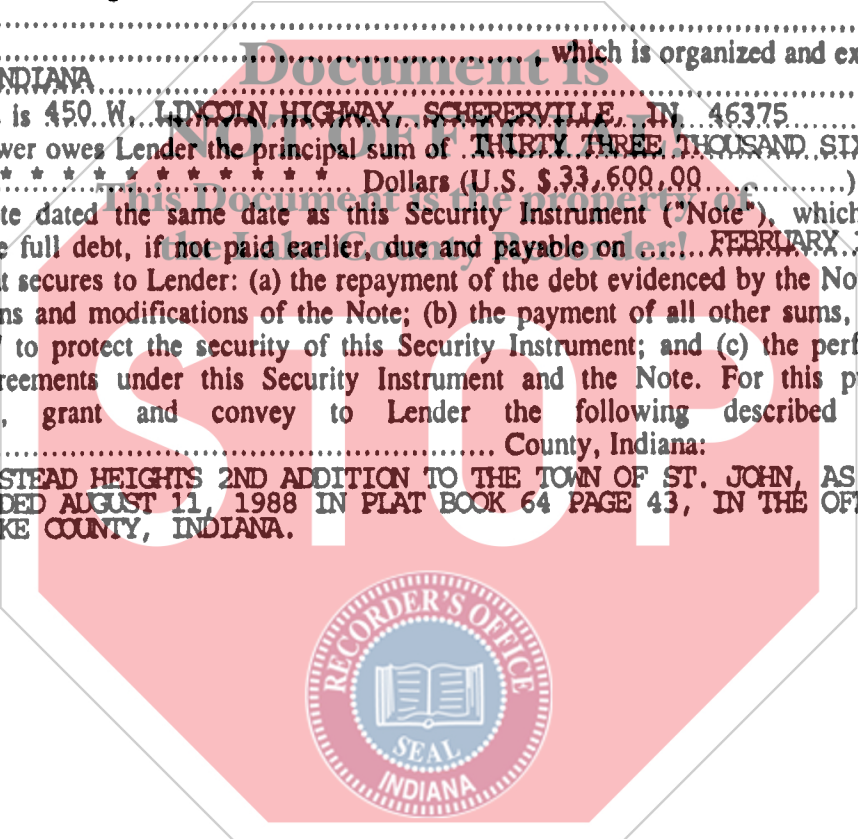 Document is
, which is organized and ex
NDIANA
NOT OFFICIAL
is 450 W. LINCOLN HIGHWAY, SCHERERVILLE, IN, 46375
wer owes Lender the principal sum of THIRTY THREE THOUSAND SIX
* * * * * * * * * * * * Dollars (U.S. $33,600.00 )
This Document is the property of
te dated the same date as this Security Instrument ("Note"), which
the Lake County Recorder!
e full debt, if not paid earlier, due and payable on FEBRUARY
t secures to Lender: (a) the repayment of the debt evidenced by the No
ns and modifications of the Note; (b) the payment of all other sums,
to protect the security of this Security Instrument; and (c) the perf
reements under this Security Instrument and the Note. For this p
, grant and convey to Lender the following described
STOP
County, Indiana:
STEAD HEIGHTS 2ND ADDITION TO THE TOWN OF ST. JOHN, AS
DED AUGUST 11, 1988 IN PLAT BOOK 64 PAGE 43, IN THE OF
KE COUNTY, INDIANA.
RECORDER'S OFFICE
SEAL
INDIANA